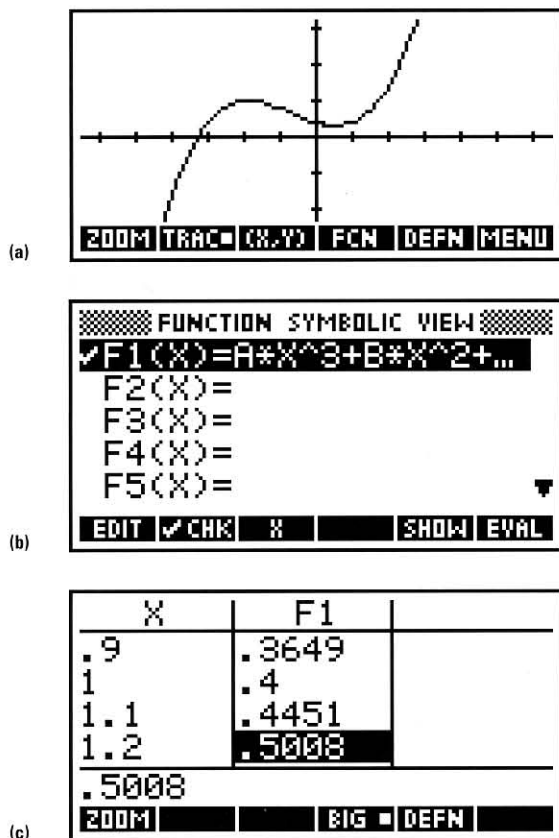 ZOOM TRAC■ (X,Y) FCN DEFN MENU
(a)
FUNCTION SYMBOLIC VIEW
✔F1(X)=A*X^3+B*X^2+…
F2(X)=
F3(X)=
F4(X)=
F5(X)=
EDIT ✔CHK X SHOW EVAL
(b)
X F1
.9 .3649
1 .4
1.1 .4451
1.2 .5008
.5008
ZOOM BIG ■ DEFN
(c)